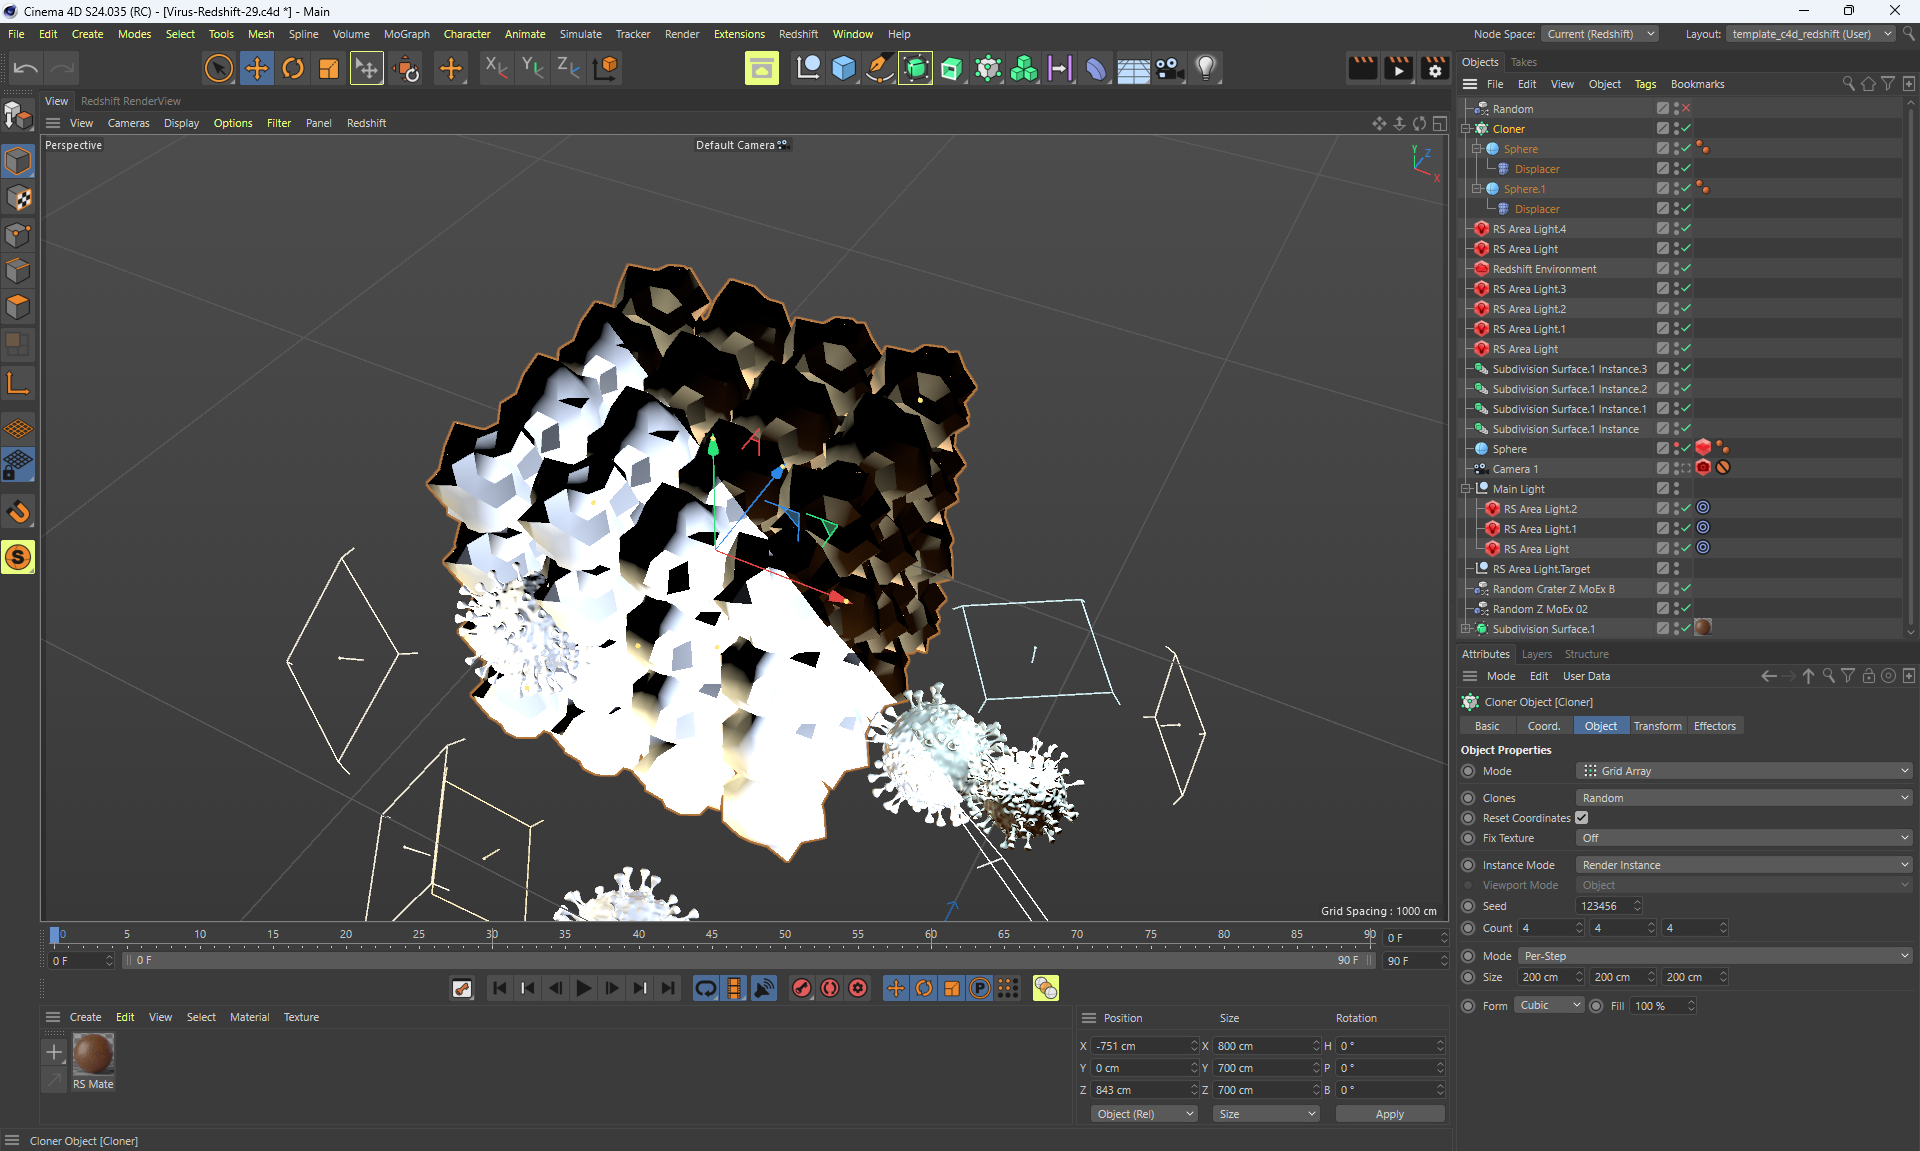 Cinema 4D S24.035 (RC) - [Virus-Redshift-29.c4d *] - Main
File Edit Create Modes Select Tools Mesh Spline Volume MoGraph Character Animate Simulate Tracker Render Extensions Redshift Window Help Node Space: Current (Redshift) Layout: template_c4d_redshift (User)
Objects Takes
File Edit View Object Tags Bookmarks
View Redshift RenderView
View Cameras Display Options Filter Panel Redshift
Perspective Default Camera
Y Z X
Random
Cloner
Sphere
Displacer
Sphere.1
Displacer
RS Area Light.4
RS Area Light
Redshift Environment
RS Area Light.3
RS Area Light.2
RS Area Light.1
RS Area Light
Subdivision Surface.1 Instance.3
Subdivision Surface.1 Instance.2
Subdivision Surface.1 Instance.1
Subdivision Surface.1 Instance
Sphere
Camera 1
Main Light
RS Area Light.2
RS Area Light.1
RS Area Light
RS Area Light.Target
Random Crater Z MoEx B
Random Z MoEx 02
Subdivision Surface.1
Attributes Layers Structure
Mode Edit User Data
Cloner Object [Cloner]
Basic Coord. Object Transform Effectors
Object Properties
Mode Grid Array
Clones Random
Reset Coordinates
Fix Texture Off
Instance Mode Render Instance
Viewport Mode Object
Seed 123456
Count 4 4 4
Mode Per-Step
Size 200 cm 200 cm 200 cm
Form Cubic Fill 100 %
Grid Spacing : 1000 cm
0 5 10 15 20 25 30 35 40 45 50 55 60 65 70 75 80 85 90 0 F
0 F 0 F 90 F 90 F
Create Edit View Select Material Texture
RS Mate
Position Size Rotation
X -751 cm X 800 cm H 0 °
Y 0 cm Y 700 cm P 0 °
Z 843 cm Z 700 cm B 0 °
Object (Rel) Size Apply
Cloner Object [Cloner]